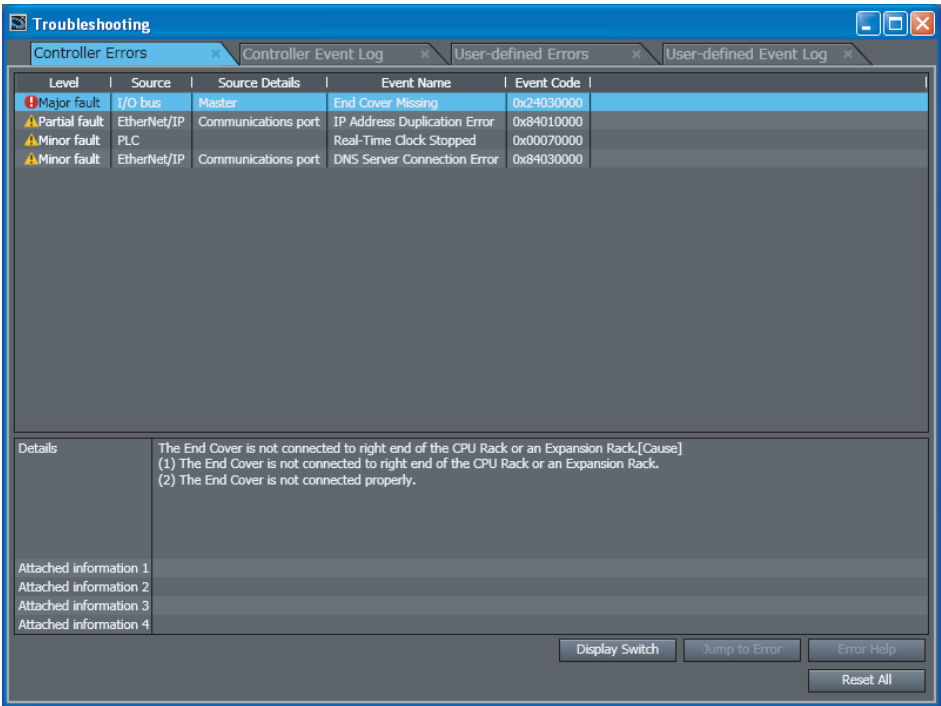 Troubleshooting
Controller Errors × Controller Event Log × User-defined Errors × User-defined Event Log ×
Level Source Source Details Event Name Event Code
Major fault I/O bus Master End Cover Missing 0x24030000
Partial fault EtherNet/IP Communications port IP Address Duplication Error 0x84010000
Minor fault PLC Real-Time Clock Stopped 0x00070000
Minor fault EtherNet/IP Communications port DNS Server Connection Error 0x84030000
Details The End Cover is not connected to right end of the CPU Rack or an Expansion Rack.[Cause]
(1) The End Cover is not connected to right end of the CPU Rack or an Expansion Rack.
(2) The End Cover is not connected properly.
Attached information 1
Attached information 2
Attached information 3
Attached information 4
Display Switch Jump to Error Error Help
Reset All